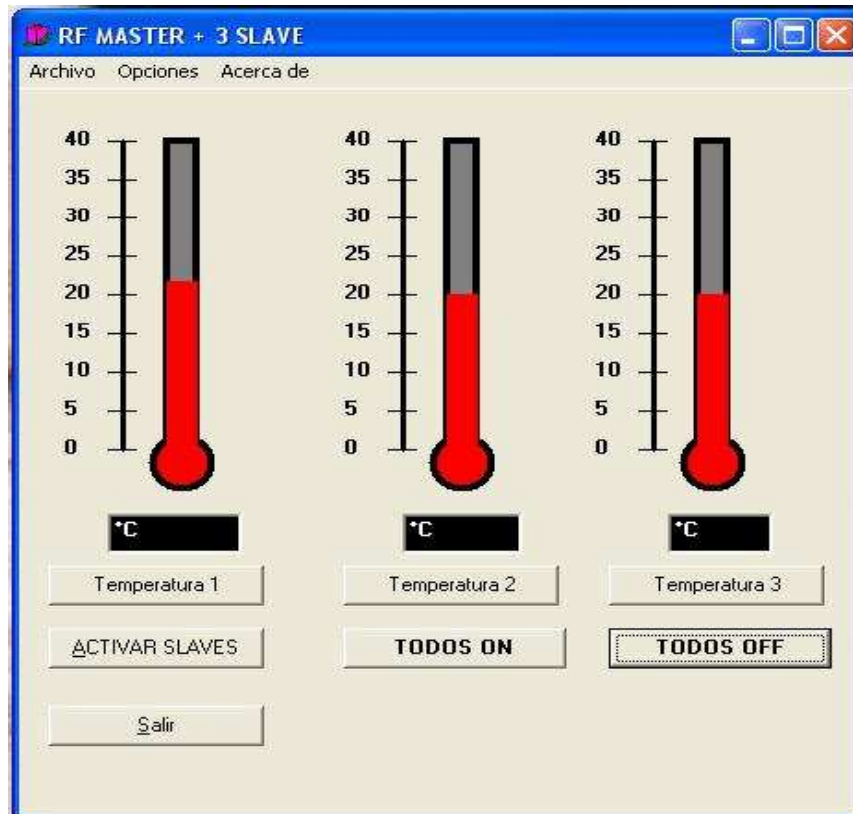 RF MASTER + 3 SLAVE
Archivo Opciones Acerca de
40 40 40
35 35 35
30 30 30
25 25 25
20 20 20
15 15 15
10 10 10
5 5 5
0 0 0
°C °C °C
Temperatura 1 Temperatura 2 Temperatura 3
ACTIVAR SLAVES TODOS ON TODOS OFF
Salir